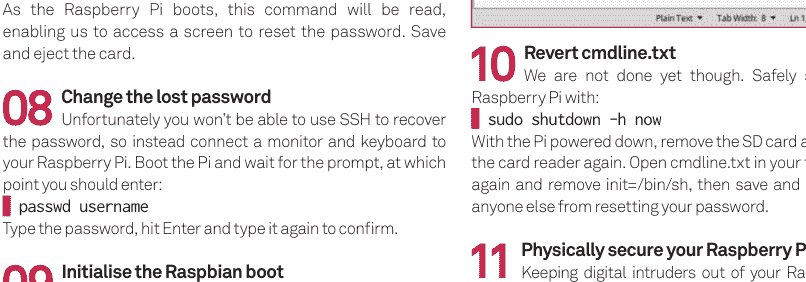 As the Raspberry Pi boots, this command will be read,
enabling us to access a screen to reset the password. Save
and eject the card.
08 Change the lost password
Unfortunately you won't be able to use SSH to recover
the password, so instead connect a monitor and keyboard to
your Raspberry Pi. Boot the Pi and wait for the prompt, at which
point you should enter:
passwd username
Type the password, hit Enter and type it again to confirm.
09 Initialise the Raspbian boot
Plain Text Tab Width: 8 Ln 1
10 Revert cmdline.txt
We are not done yet though. Safely
Raspberry Pi with:
sudo shutdown -h now
With the Pi powered down, remove the SD card
the card reader again. Open cmdline.txt in your
again and remove init=/bin/sh, then save and
anyone else from resetting your password.
11 Physically secure your Raspberry P
Keeping digital intruders out of your Ra